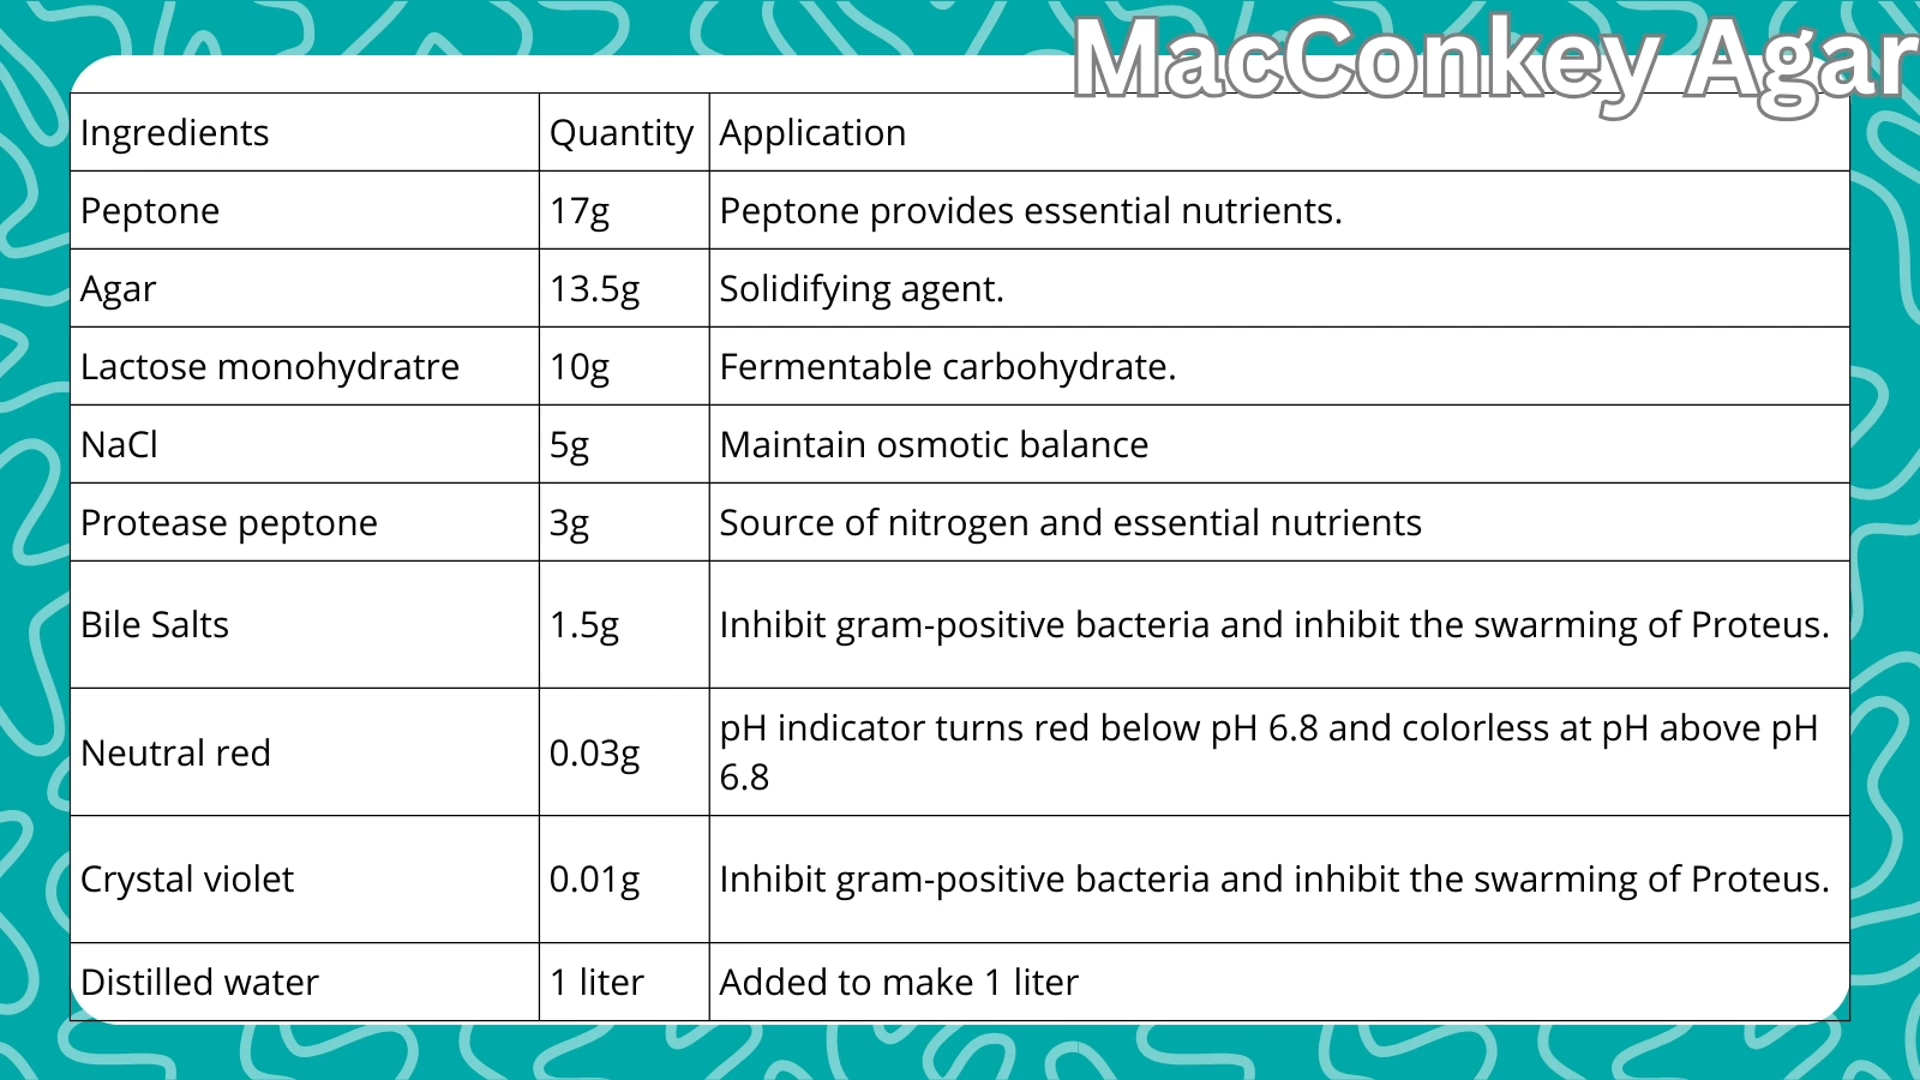 MacConkey Agar
Ingredients Quantity Application
Peptone 17g Peptone provides essential nutrients.
Agar 13.5g Solidifying agent.
Lactose monohydratre 10g Fermentable carbohydrate.
NaCl 5g Maintain osmotic balance
Protease peptone 3g Source of nitrogen and essential nutrients
Bile Salts 1.5g Inhibit gram-positive bacteria and inhibit the swarming of Proteus.
Neutral red 0.03g pH indicator turns red below pH 6.8 and colorless at pH above pH
6.8
Crystal violet 0.01g Inhibit gram-positive bacteria and inhibit the swarming of Proteus.
Distilled water 1 liter Added to make 1 liter